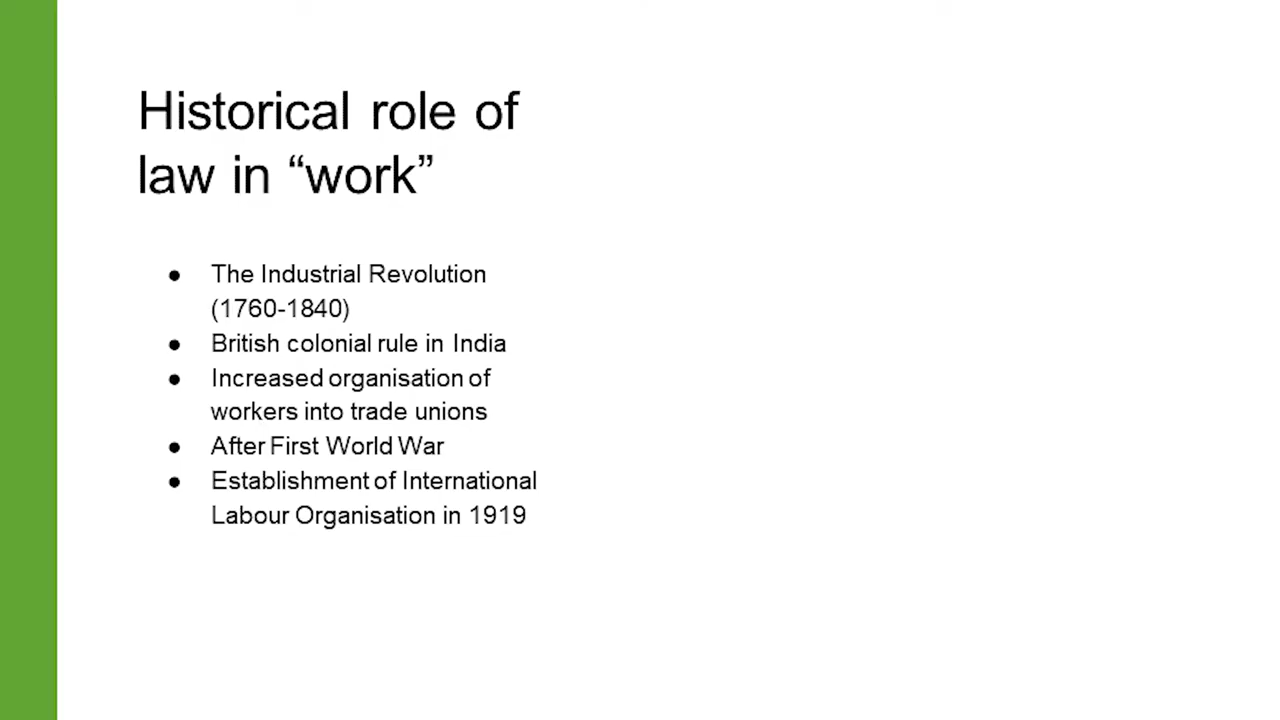 Historical role of
law in “work”
● The Industrial Revolution
(1760-1840)
● British colonial rule in India
● Increased organisation of
workers into trade unions
● After First World War
● Establishment of International
Labour Organisation in 1919